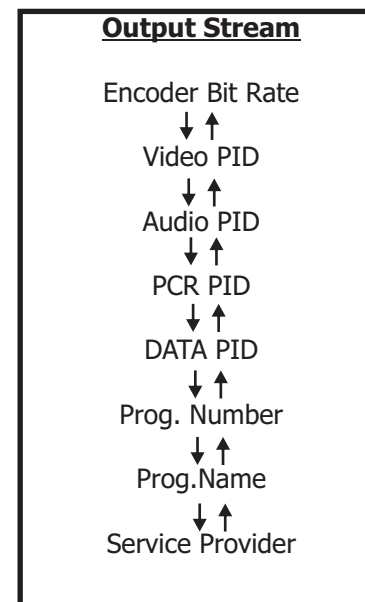 Output Stream
Encoder Bit Rate
Video PID
Audio PID
PCR PID
DATA PID
Prog. Number
Prog.Name
Service Provider